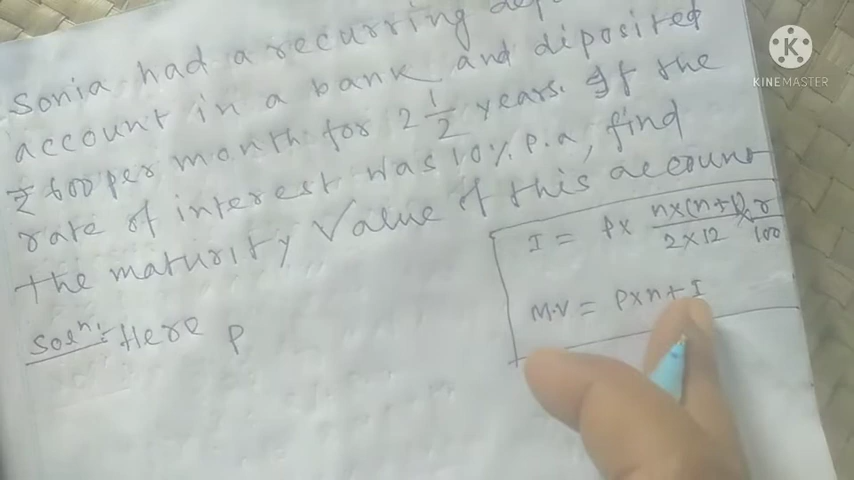 Sonia had a recurring
account in a bank and diposited
₹ 600 per month for 2 1/2 years. If the
rate of interest was 10% p.a, find
the maturity value of this account
I = P × n×(n+1)/2×12 × r/100
M.V = P×n+I
Solⁿ:- Here P
K
KINEMASTER